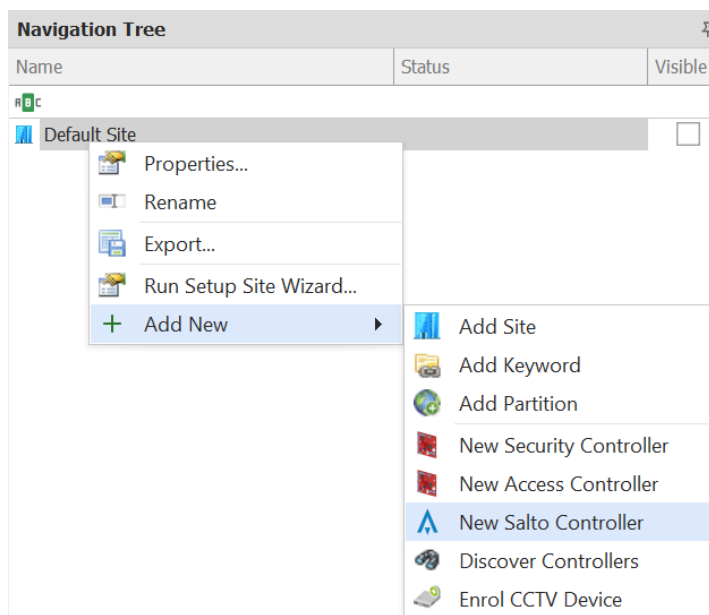 Navigation Tree
Name Status Visible
ABC
Default Site
Properties...
Rename
Export...
Run Setup Site Wizard...
Add New
Add Site
Add Keyword
Add Partition
New Security Controller
New Access Controller
New Salto Controller
Discover Controllers
Enrol CCTV Device